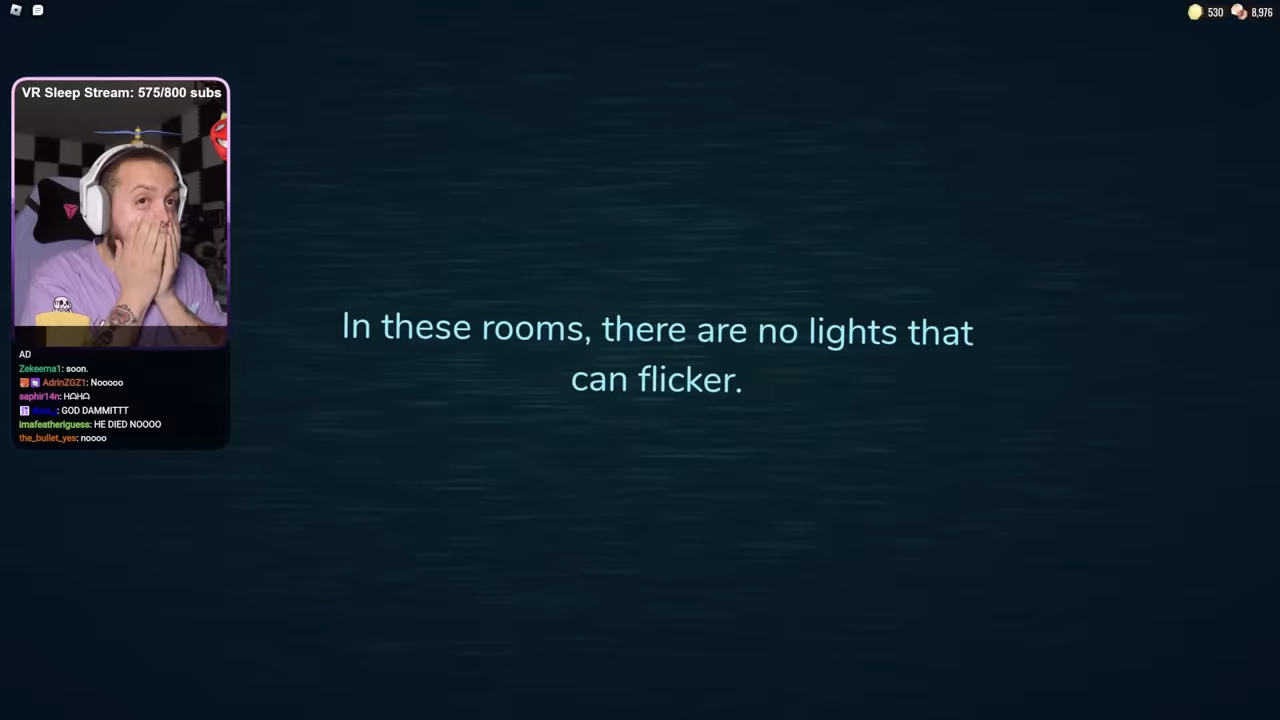 530 8,976
VR Sleep Stream: 575/800 subs
In these rooms, there are no lights that
can flicker.
AD
Zekeema1: soon.
AdrinZGZ1: Nooooo
saphir14n: HAHA
: GOD DAMMITTT
imafeatheriguess: HE DIED NOOOO
the_bullet_yes: noooo